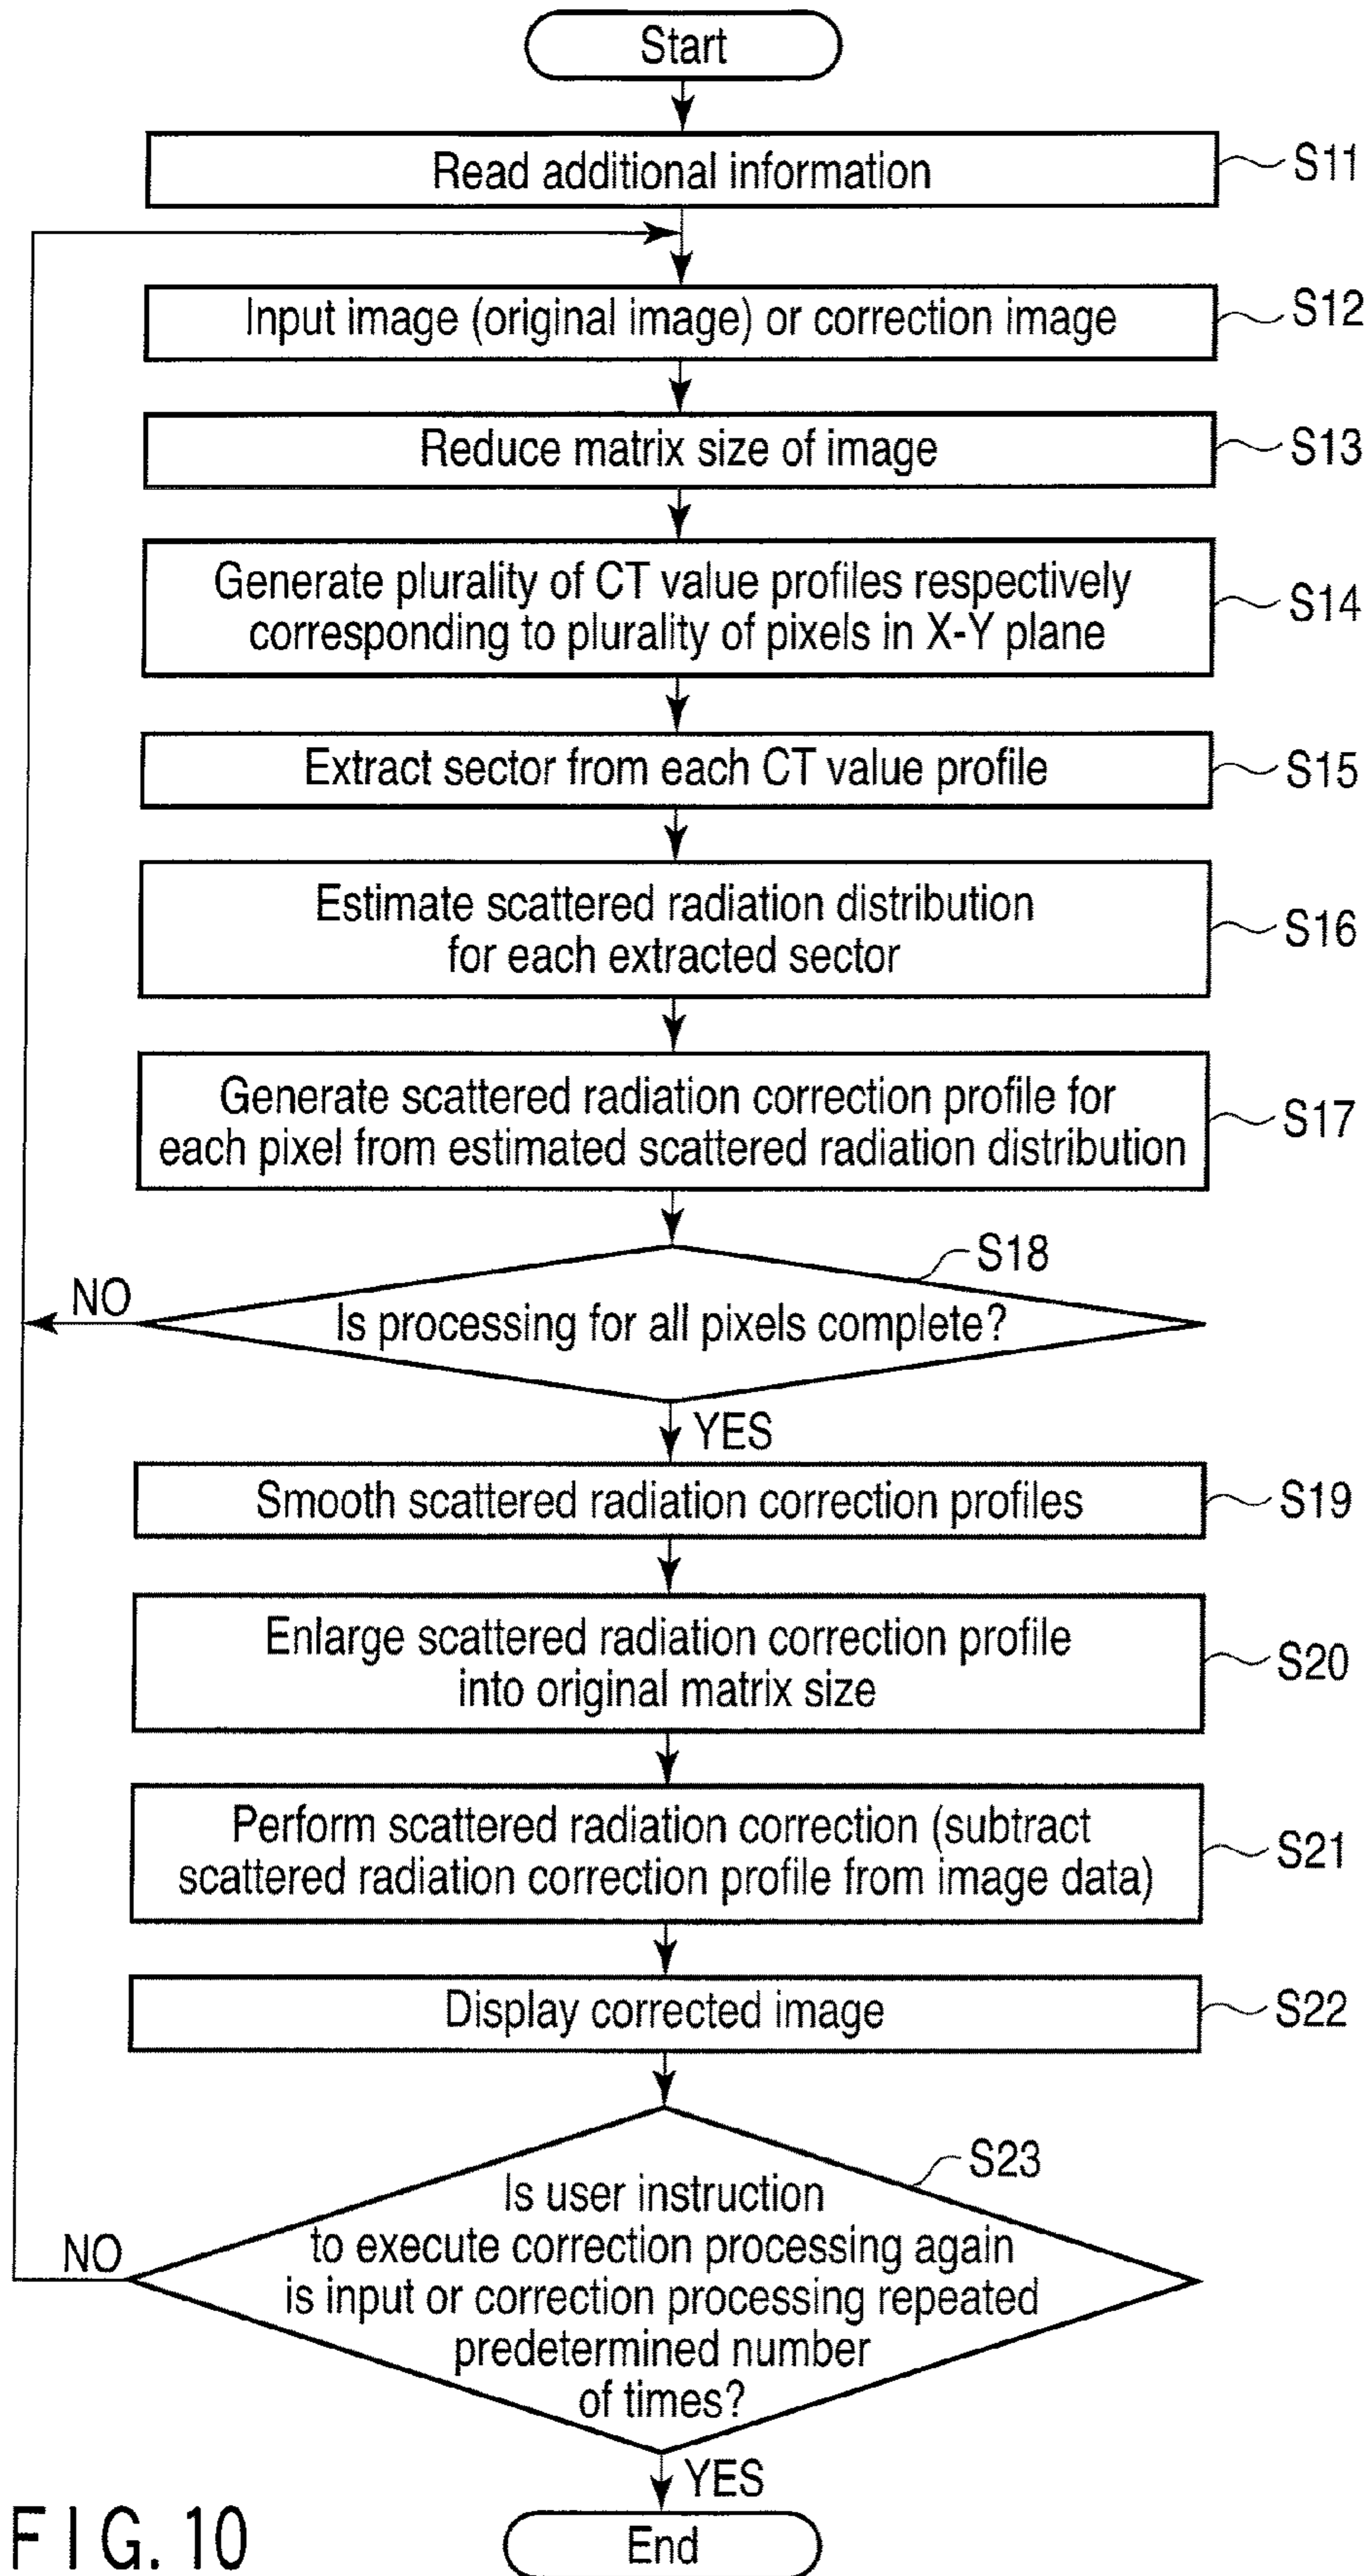 Start
Read additional information
S11
Input image (original image) or correction image
S12
Reduce matrix size of image
S13
Generate plurality of CT value profiles respectively
corresponding to plurality of pixels in X-Y plane
S14
Extract sector from each CT value profile
S15
Estimate scattered radiation distribution
for each extracted sector
S16
Generate scattered radiation correction profile for
each pixel from estimated scattered radiation distribution
S17
S18
NO
Is processing for all pixels complete?
YES
Smooth scattered radiation correction profiles
S19
Enlarge scattered radiation correction profile
into original matrix size
S20
Perform scattered radiation correction (subtract
scattered radiation correction profile from image data)
S21
Display corrected image
S22
S23
NO
Is user instruction
to execute correction processing again
is input or correction processing repeated
predetermined number
of times?
YES
End
FIG. 10